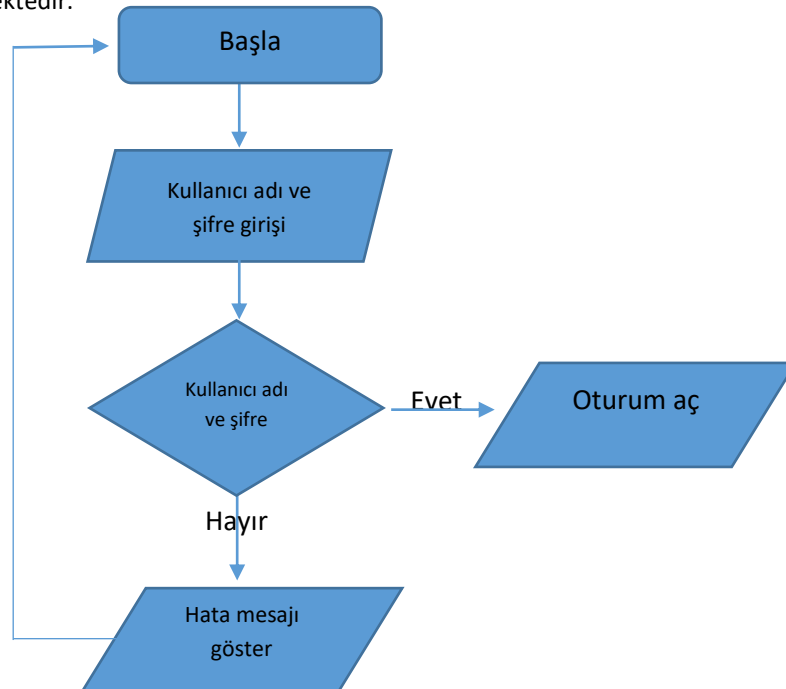 Başla
Kullanıcı adı ve
şifre girişi
Kullanıcı adı
ve şifre
Evet
Oturum aç
Hayır
Hata mesajı
göster